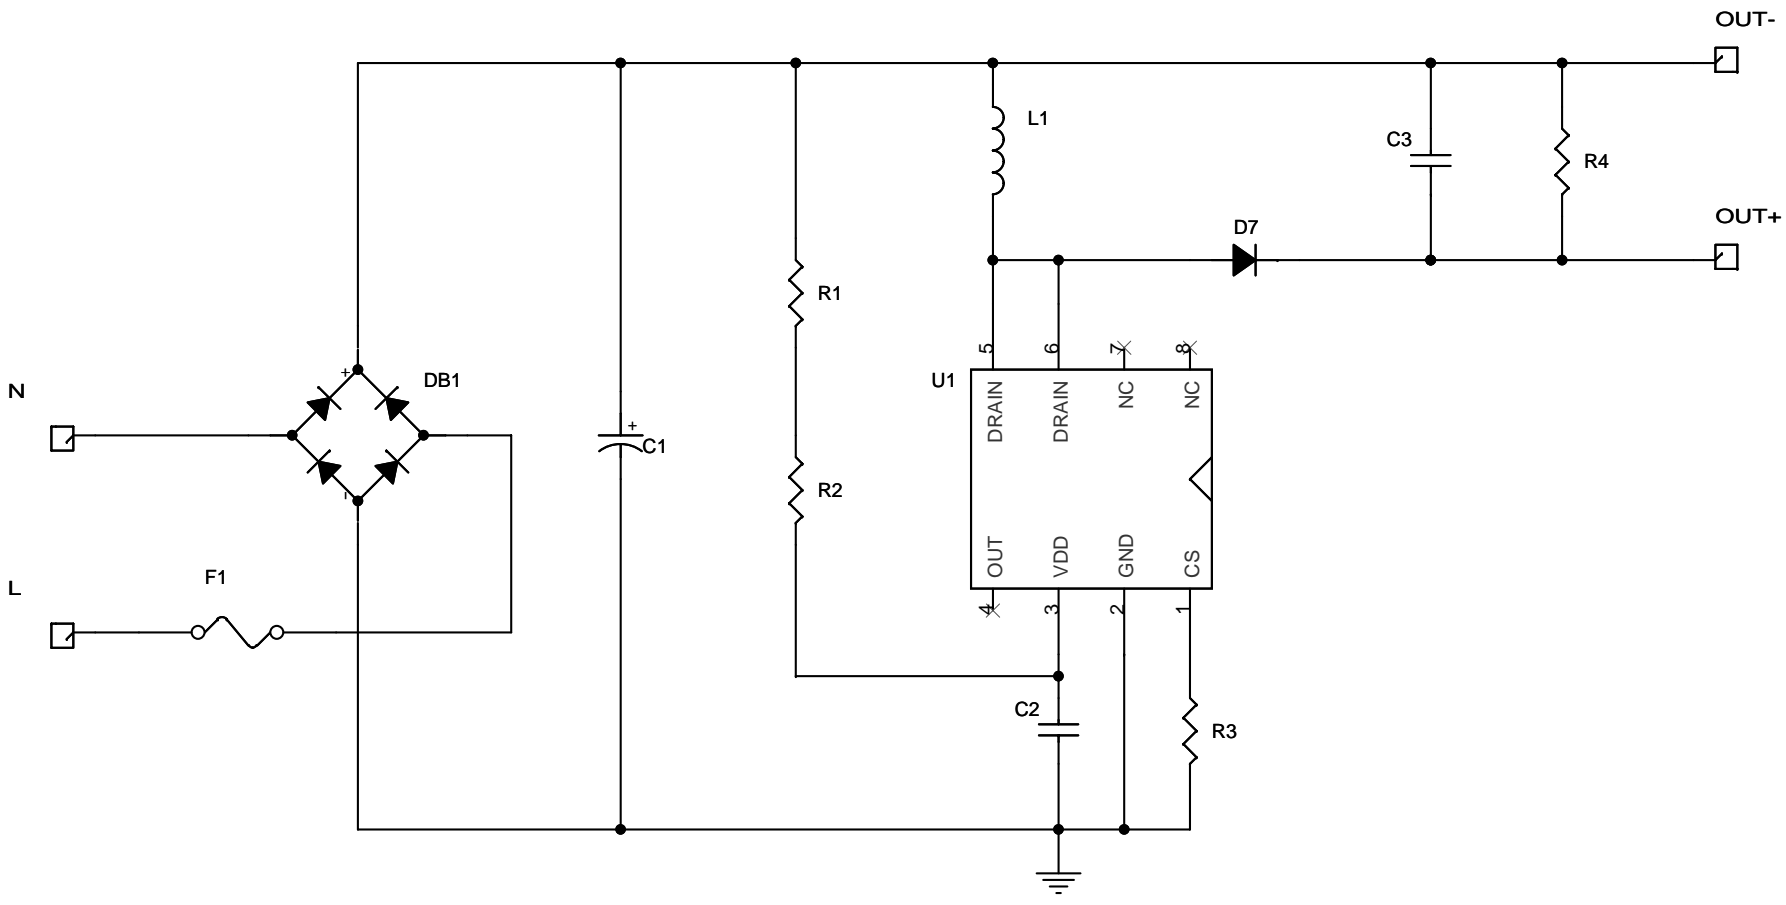 OUT-
L1
C3
R4
OUT+
D7
R1
5
6
7
8
+
DB1
U1
N
DRAIN
DRAIN
NC
NC
+
C1
R2
-
OUT
VDD
GND
CS
F1
L
4
3
2
1
C2
R3